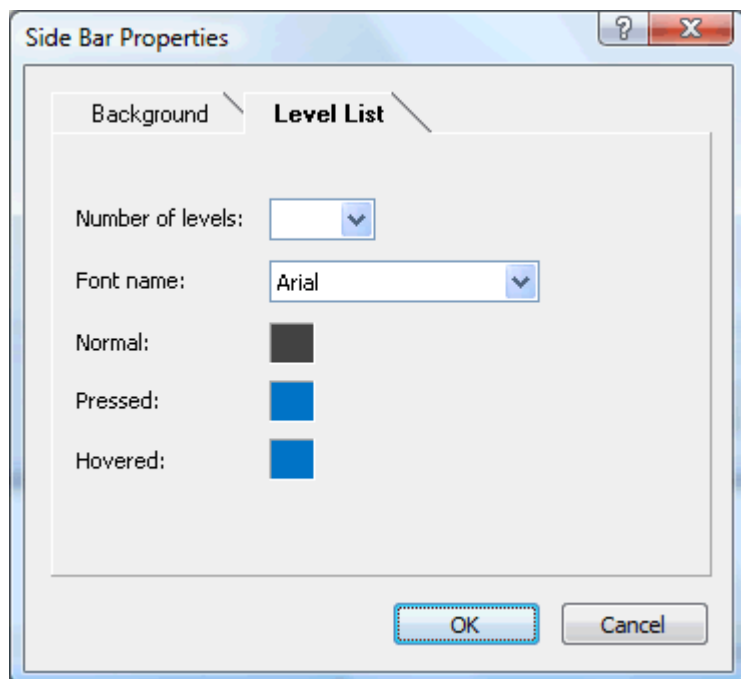 Side Bar Properties
Background Level List
Number of levels:
Font name: Arial
Normal:
Pressed:
Hovered:
OK Cancel